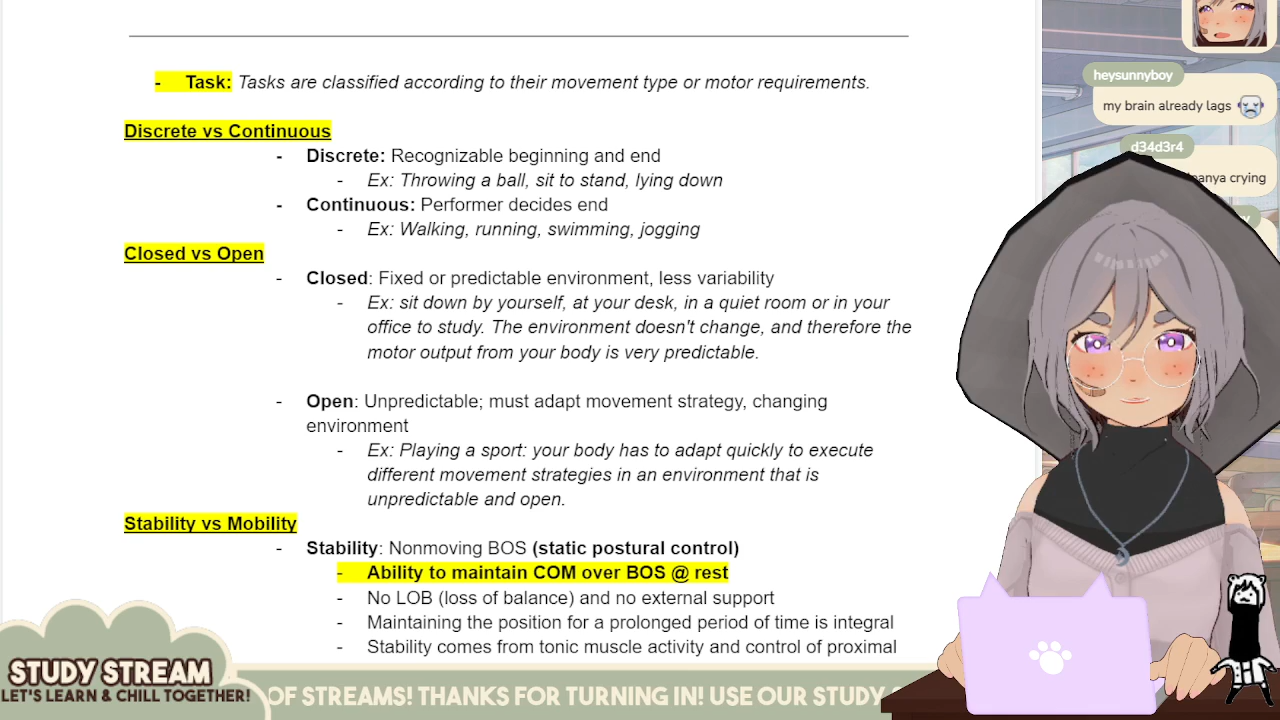 - Task: Tasks are classified according to their movement type or motor requirements.
Discrete vs Continuous
- Discrete: Recognizable beginning and end
- Ex: Throwing a ball, sit to stand, lying down
- Continuous: Performer decides end
- Ex: Walking, running, swimming, jogging
Closed vs Open
- Closed: Fixed or predictable environment, less variability
- Ex: sit down by yourself, at your desk, in a quiet room or in your
office to study. The environment doesn't change, and therefore the
motor output from your body is very predictable.
- Open: Unpredictable; must adapt movement strategy, changing
environment
- Ex: Playing a sport: your body has to adapt quickly to execute
different movement strategies in an environment that is
unpredictable and open.
Stability vs Mobility
- Stability: Nonmoving BOS (static postural control)
- Ability to maintain COM over BOS @ rest
- No LOB (loss of balance) and no external support
- Maintaining the position for a prolonged period of time is integral
- Stability comes from tonic muscle activity and control of proximal
heysunnyboy
my brain already lags
d34d3r4
crying
STUDY STREAM
LET'S LEARN & CHILL TOGETHER!
OF STREAMS! THANKS FOR TURNING IN! USE OUR STUDY